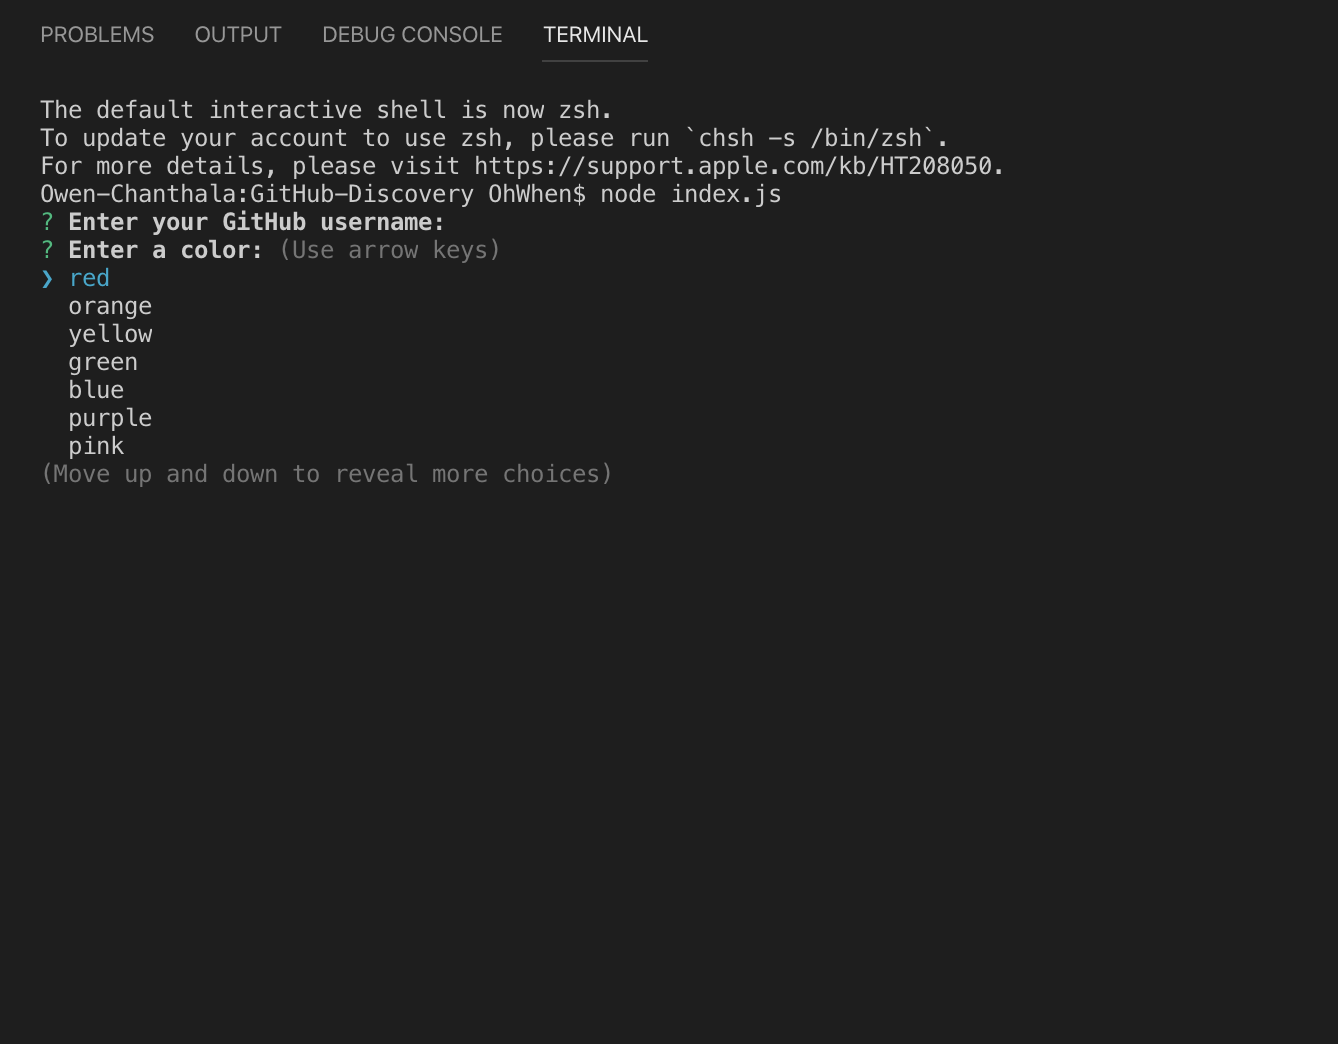 PROBLEMS OUTPUT DEBUG CONSOLE TERMINAL
The default interactive shell is now zsh.
To update your account to use zsh, please run `chsh -s /bin/zsh`.
For more details, please visit https://support.apple.com/kb/HT208050.
Owen-Chanthala:GitHub-Discovery OhWhen$ node index.js
? Enter your GitHub username:
? Enter a color: (Use arrow keys)
❯ red
  orange
  yellow
  green
  blue
  purple
  pink
(Move up and down to reveal more choices)